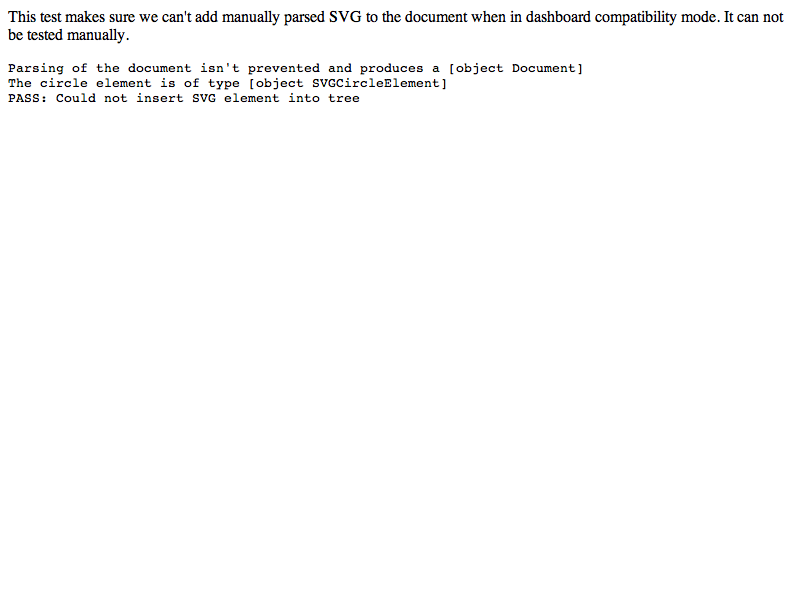 This test makes sure we can't add manually parsed SVG to the document when in dashboard compatibility mode. It can not
be tested manually.
Parsing of the document isn't prevented and produces a [object Document]
The circle element is of type [object SVGCircleElement]
PASS: Could not insert SVG element into tree